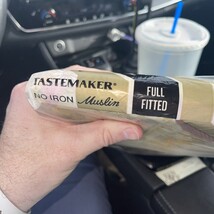 TASTEMAKER®
NO IRON Muslin
FULL
FITTED